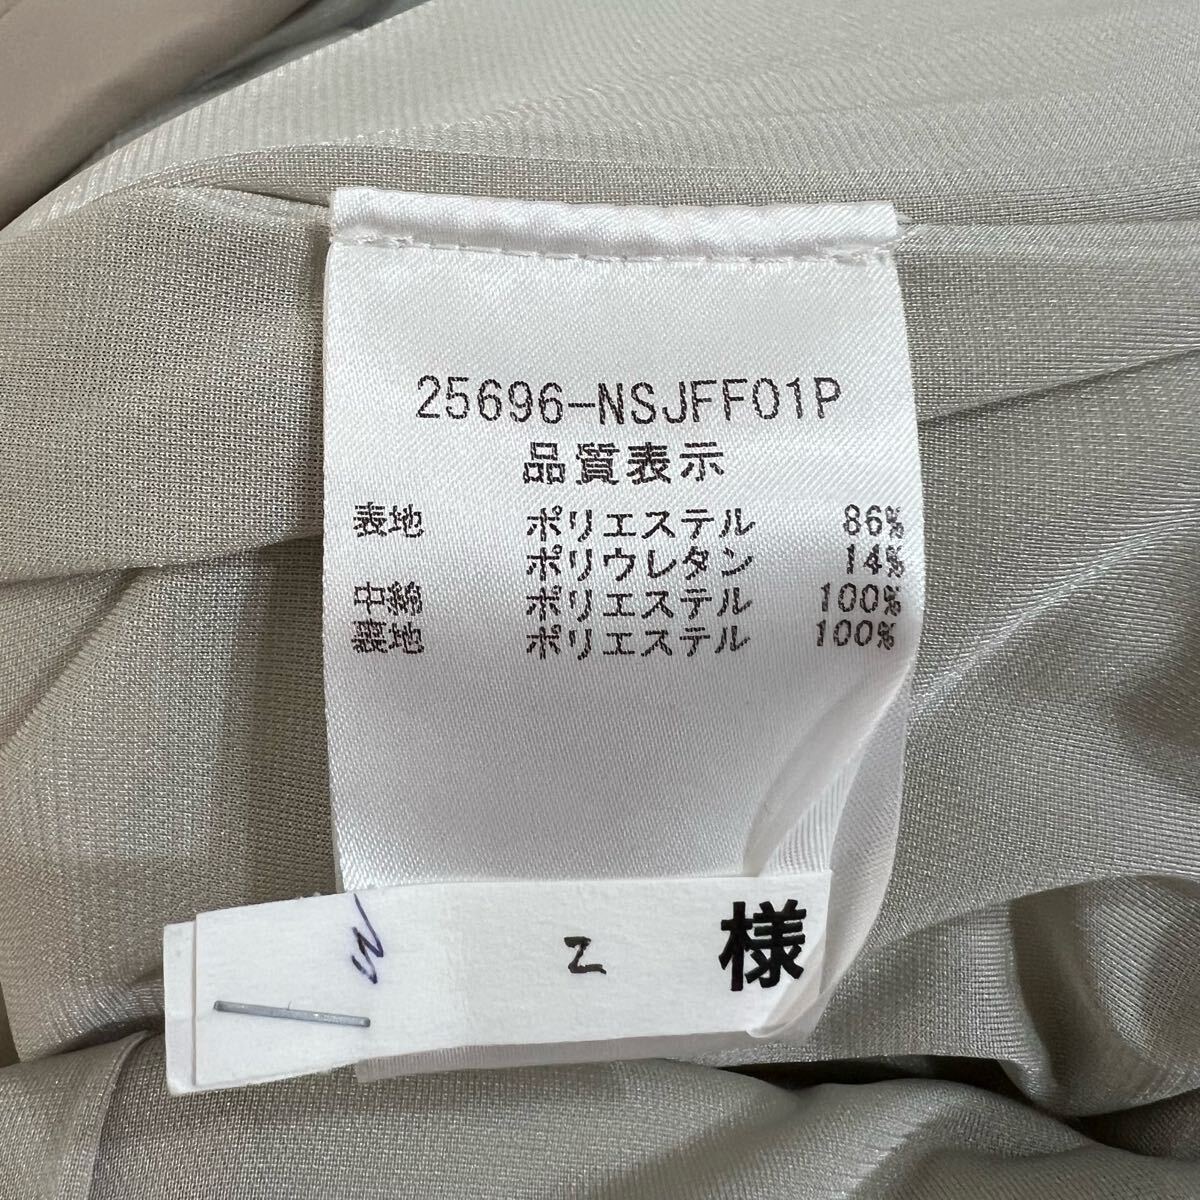 25696-NSJFF01P
品質表示
表地 ポリエステル 86%
ポリウレタン 14%
中綿 ポリエステル 100%
裏地 ポリエステル 100%
様